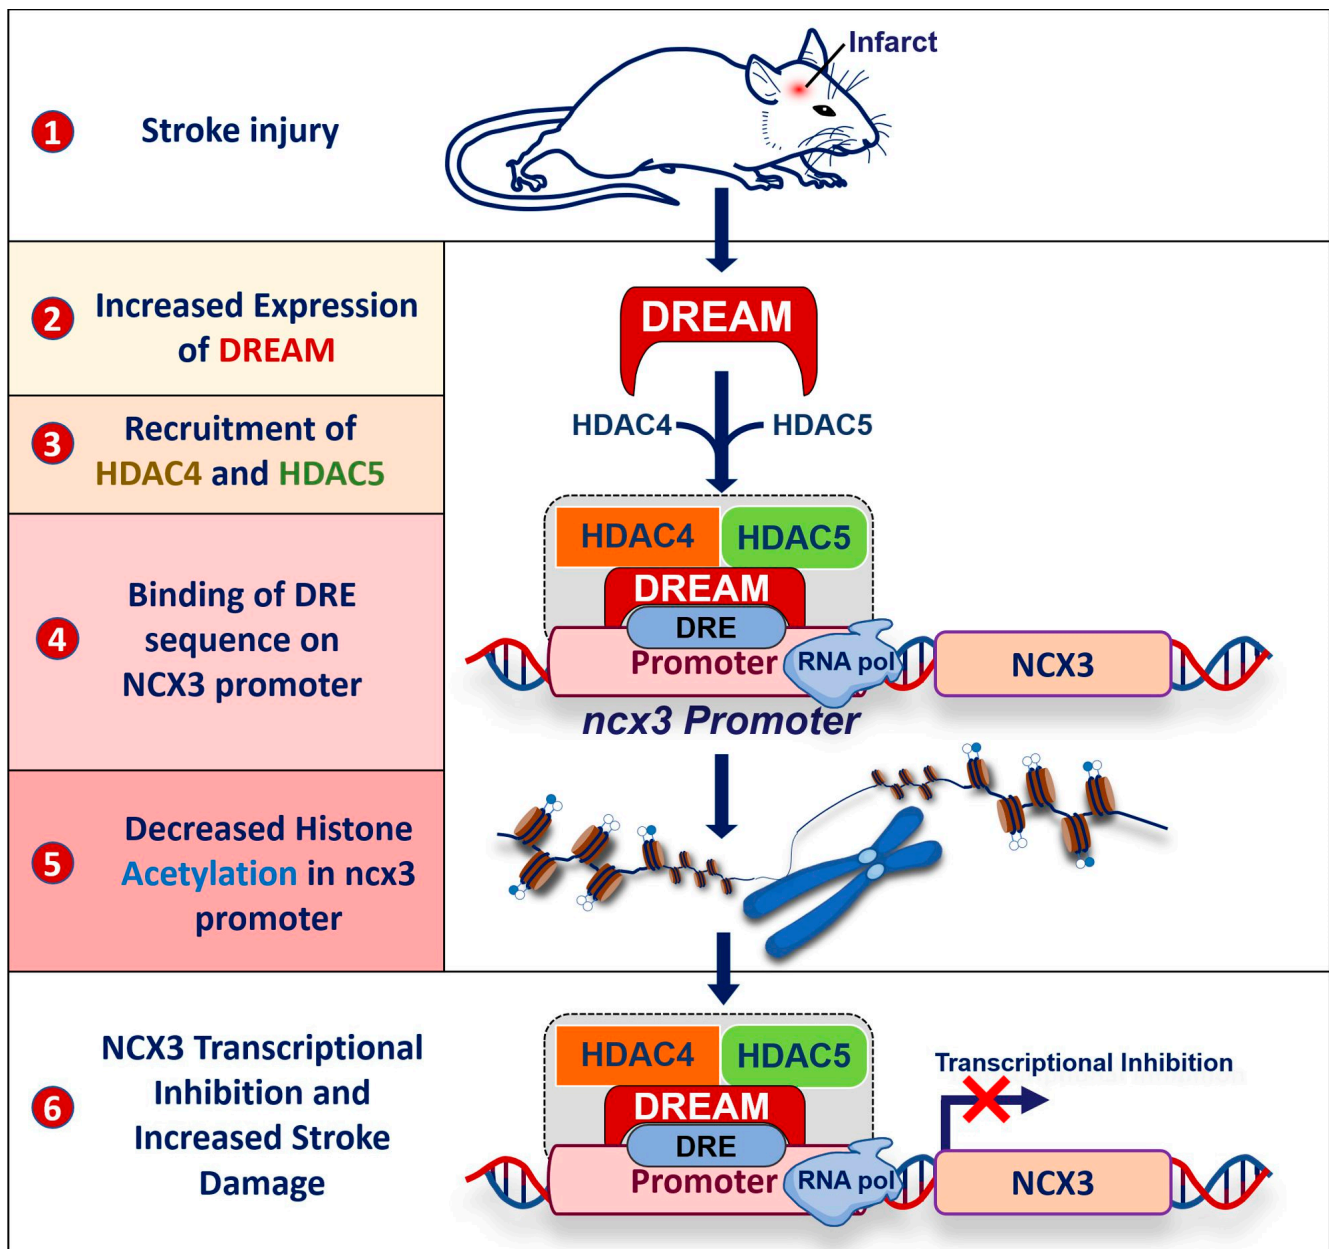 Infarct
1
Stroke injury
2
Increased Expression
of DREAM
DREAM
3
Recruitment of
HDAC4 and HDAC5
HDAC4
HDAC5
4
Binding of DRE
sequence on
NCX3 promoter
HDAC4
HDAC5
DREAM
DRE
Promoter
RNA pol
NCX3
ncx3 Promoter
5
Decreased Histone
Acetylation in ncx3
promoter
6
NCX3 Transcriptional
Inhibition and
Increased Stroke
Damage
HDAC4
HDAC5
Transcriptional Inhibition
DREAM
DRE
Promoter
RNA pol
NCX3